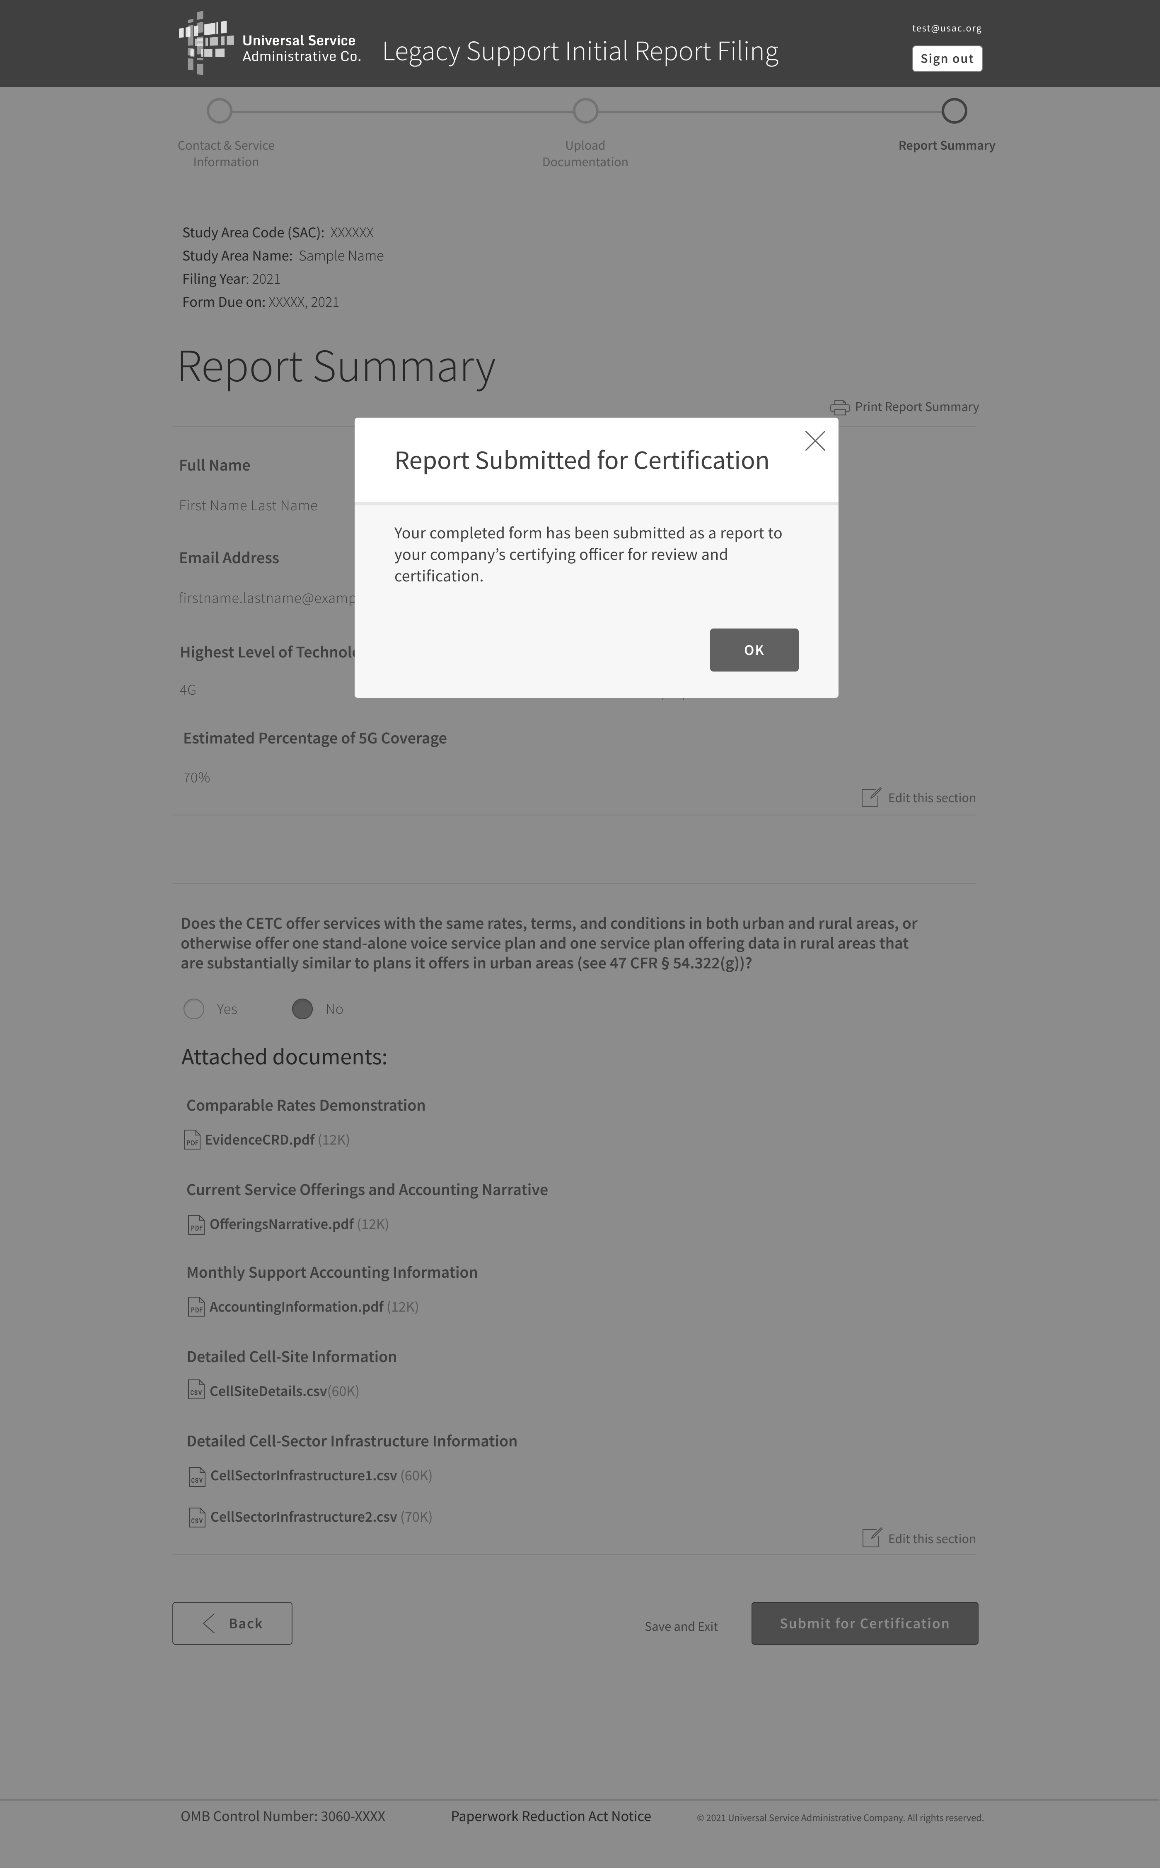 Universal Service
Administrative Co.
Legacy Support Initial Report Filing
test@usac.org
Sign out
Contact & Service
Information
Upload
Documentation
Report Summary
Study Area Code (SAC): XXXXXX
Study Area Name: Sample Name
Filing Year: 2021
Form Due on: XXXXX, 2021
Report Summary
Print Report Summary
Full Name
First Name Last Name
Email Address
firstname.lastname@examp
Highest Level of Technol
4G
Report Submitted for Certification
Your completed form has been submitted as a report to
your company’s certifying officer for review and
certification.
OK
Estimated Percentage of 5G Coverage
70%
Edit this section
Does the CETC offer services with the same rates, terms, and conditions in both urban and rural areas, or
otherwise offer one stand-alone voice service plan and one service plan offering data in rural areas that
are substantially similar to plans it offers in urban areas (see 47 CFR § 54.322(g))?
Yes
No
Attached documents:
Comparable Rates Demonstration
PDF EvidenceCRD.pdf (12K)
Current Service Offerings and Accounting Narrative
PDF OfferingsNarrative.pdf (12K)
Monthly Support Accounting Information
PDF AccountingInformation.pdf (12K)
Detailed Cell-Site Information
CSV CellSiteDetails.csv(60K)
Detailed Cell-Sector Infrastructure Information
CSV CellSectorInfrastructure1.csv (60K)
CSV CellSectorInfrastructure2.csv (70K)
Edit this section
Back
Save and Exit
Submit for Certification
OMB Control Number: 3060-XXXX
Paperwork Reduction Act Notice
© 2021 Universal Service Administrative Company. All rights reserved.